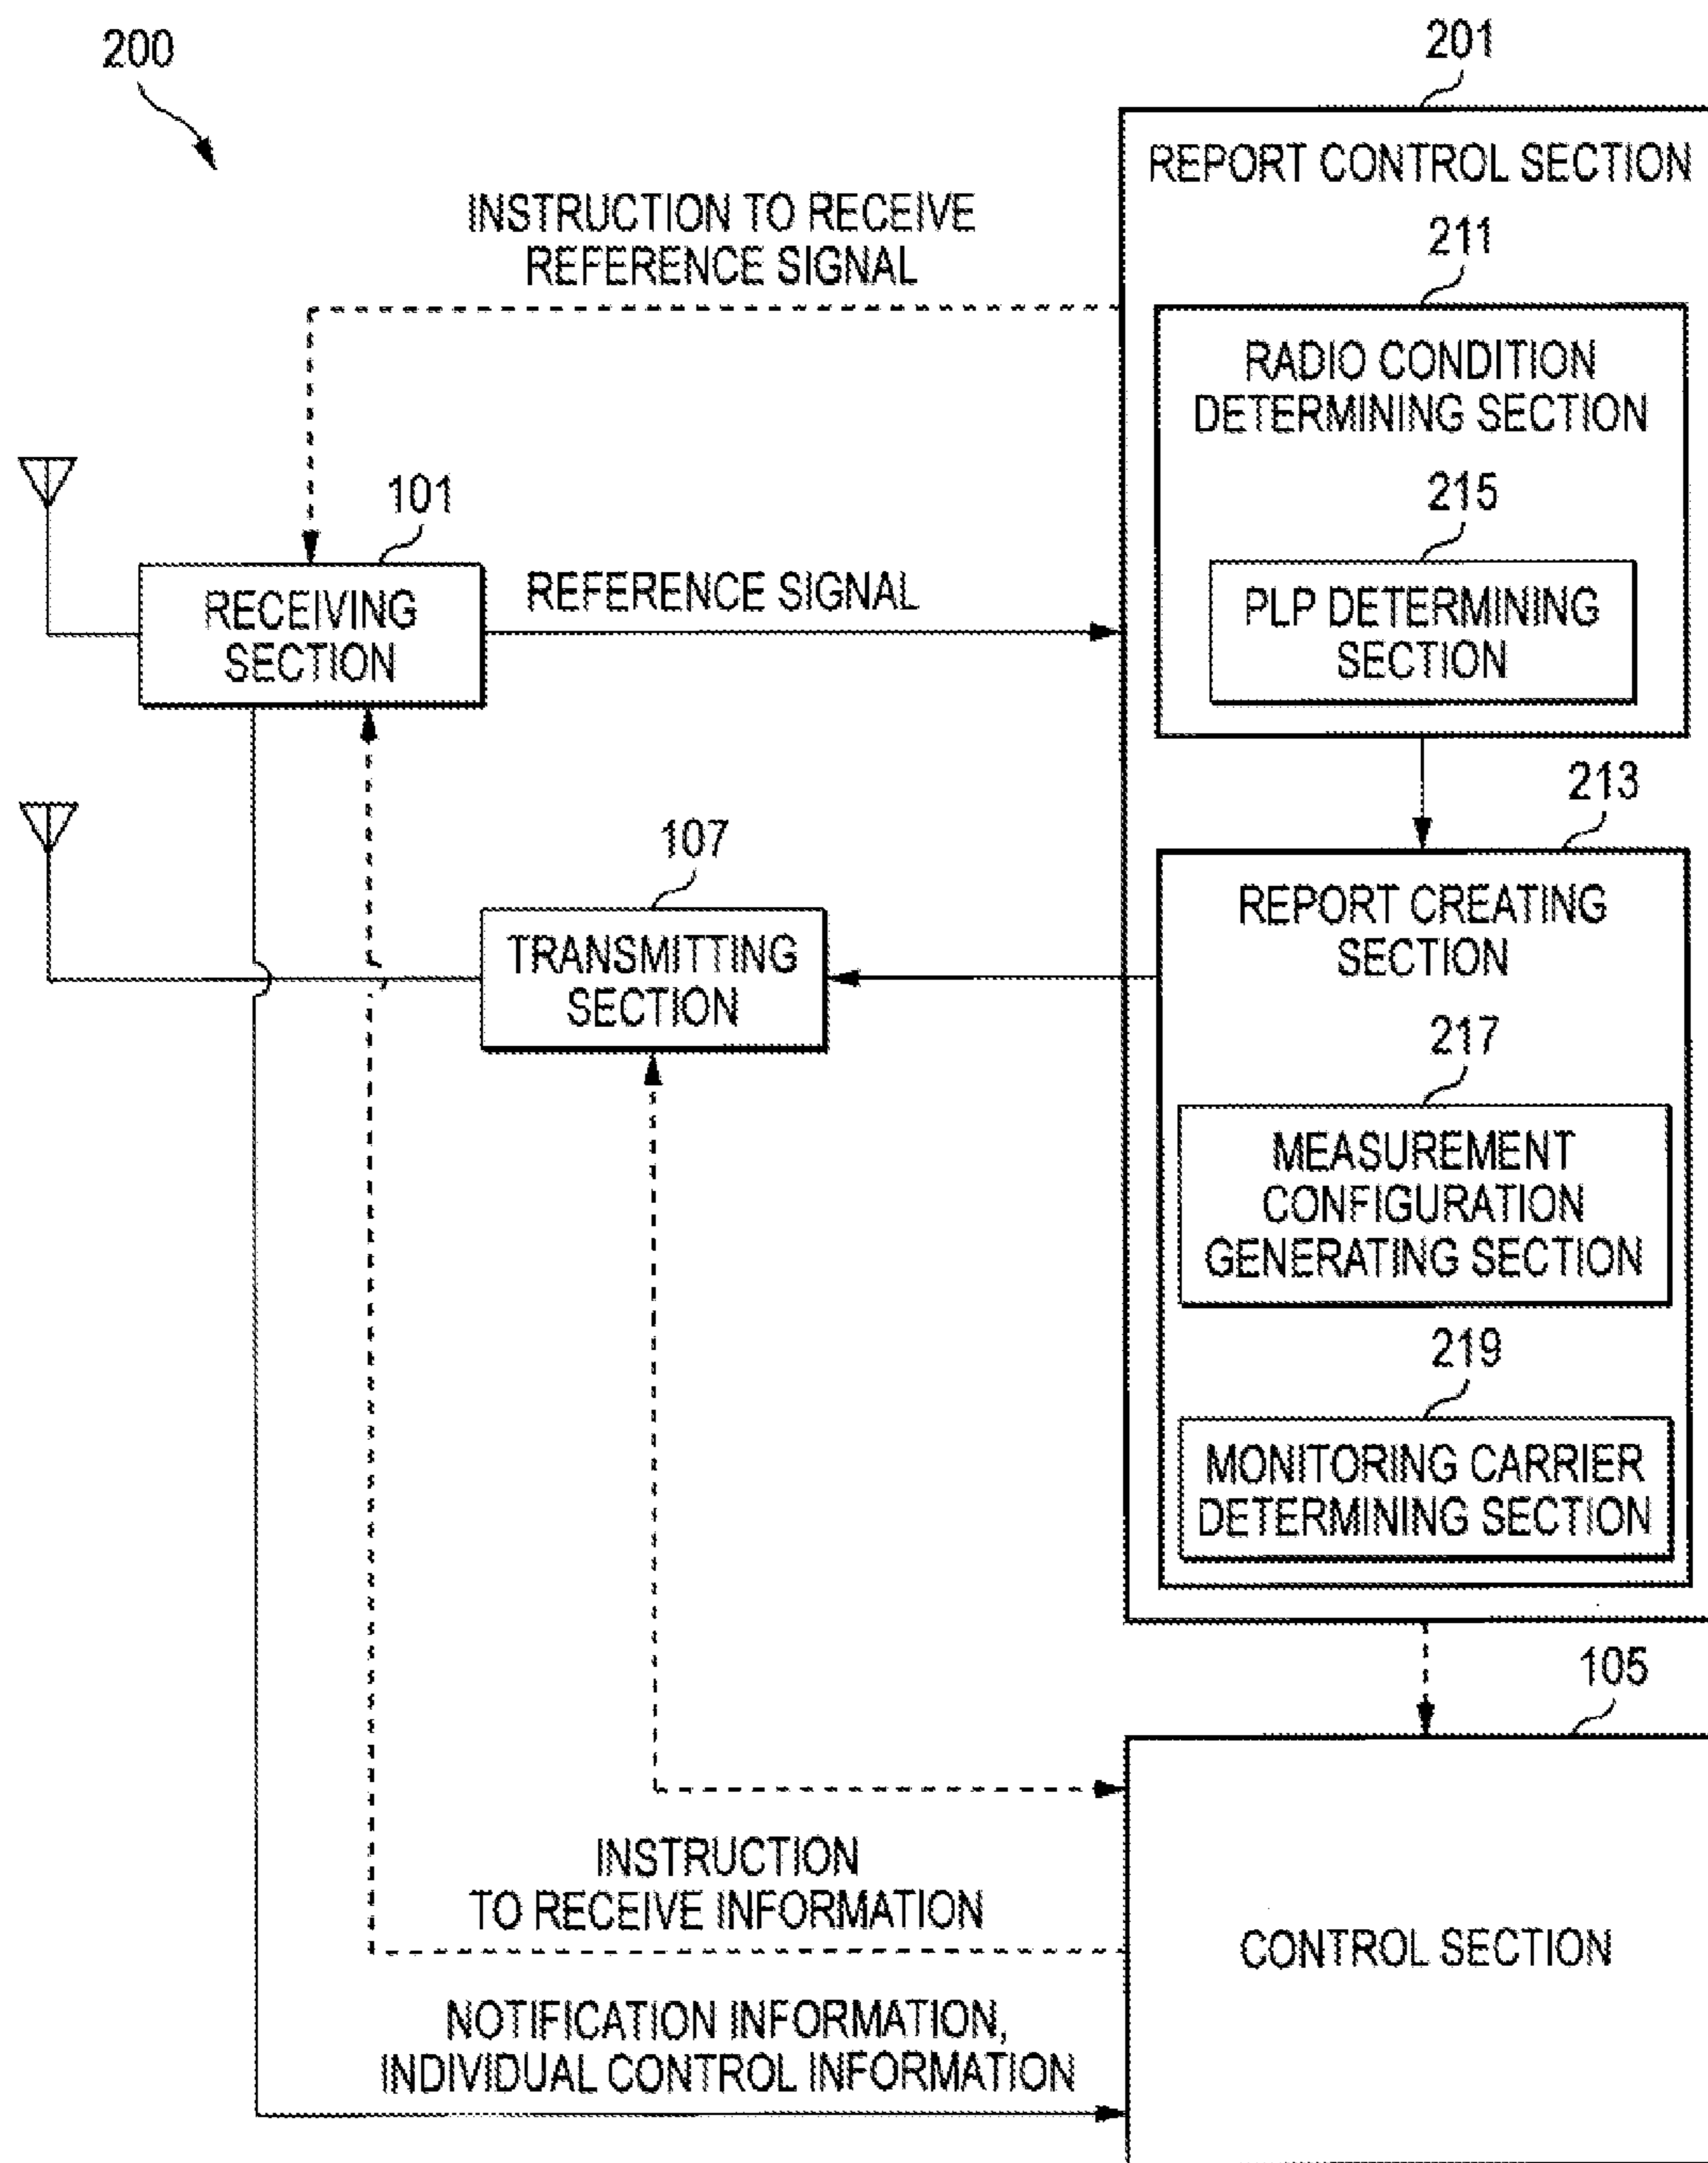 200
201
REPORT CONTROL SECTION
INSTRUCTION TO RECEIVE
REFERENCE SIGNAL
211
RADIO CONDITION
DETERMINING SECTION
215
PLP DETERMINING
SECTION
101
RECEIVING
SECTION
REFERENCE SIGNAL
213
REPORT CREATING
SECTION
107
TRANSMITTING
SECTION
217
MEASUREMENT
CONFIGURATION
GENERATING SECTION
219
MONITORING CARRIER
DETERMINING SECTION
105
CONTROL SECTION
INSTRUCTION
TO RECEIVE INFORMATION
NOTIFICATION INFORMATION,
INDIVIDUAL CONTROL INFORMATION